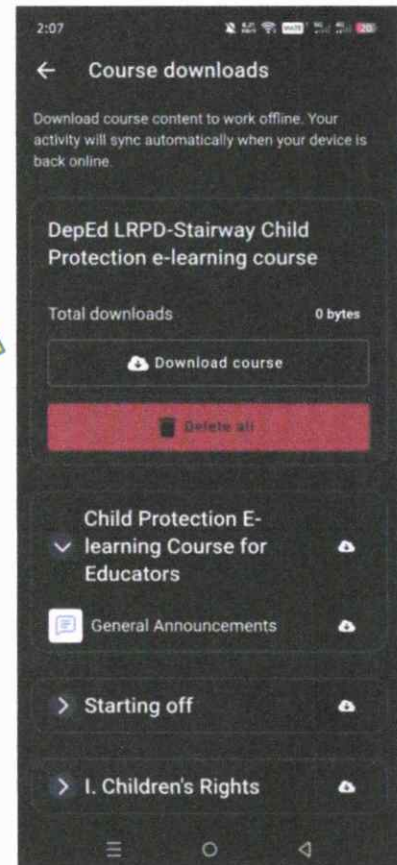 2:07
20
Course downloads
Download course content to work offline. Your
activity will sync automatically when your device is
back online.
DepEd LRPD-Stairway Child
Protection e-learning course
Total downloads 0 bytes
Download course
Delete all
Child Protection E-
learning Course for
Educators
General Announcements
Starting off
I. Children's Rights